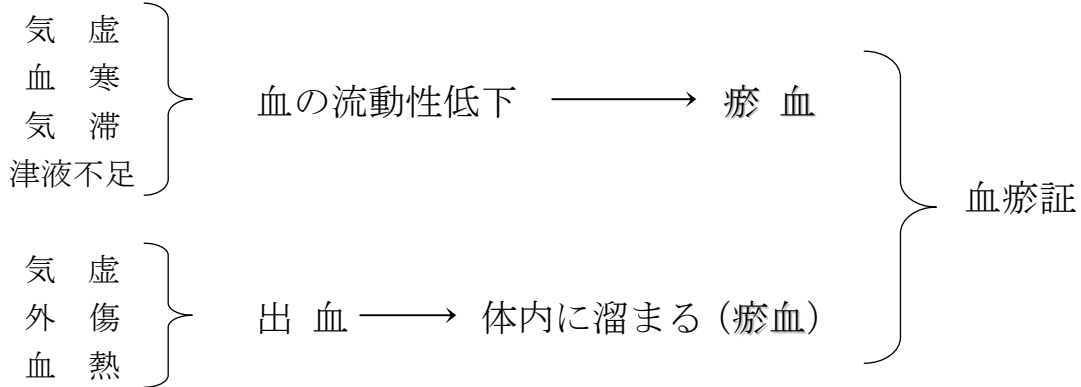 気　虚
血　寒
気　滞
津液不足
血の流動性低下 ⟶ 瘀 血
気　虚
外　傷
血　熱
出 血 ⟶ 体内に溜まる（瘀血）
血瘀証